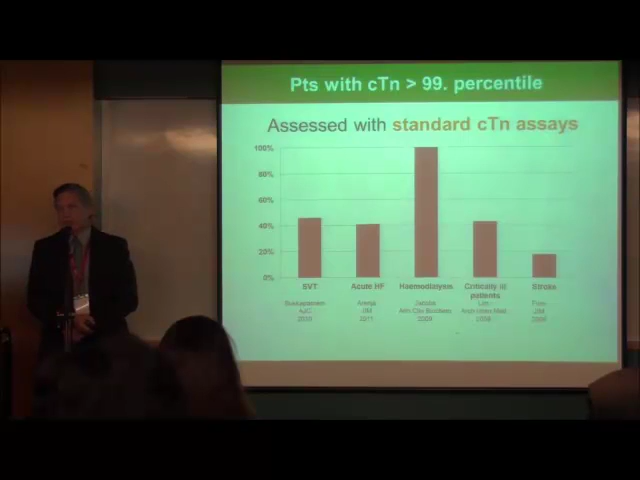 Pts with cTn > 99. percentile
Assessed with standard cTn assays
100%
80%
60%
40%
20%
0%
SVT Acute HF Haemodialysis Critically ill Stroke
patients
AJC
2010 2011 2009 2008